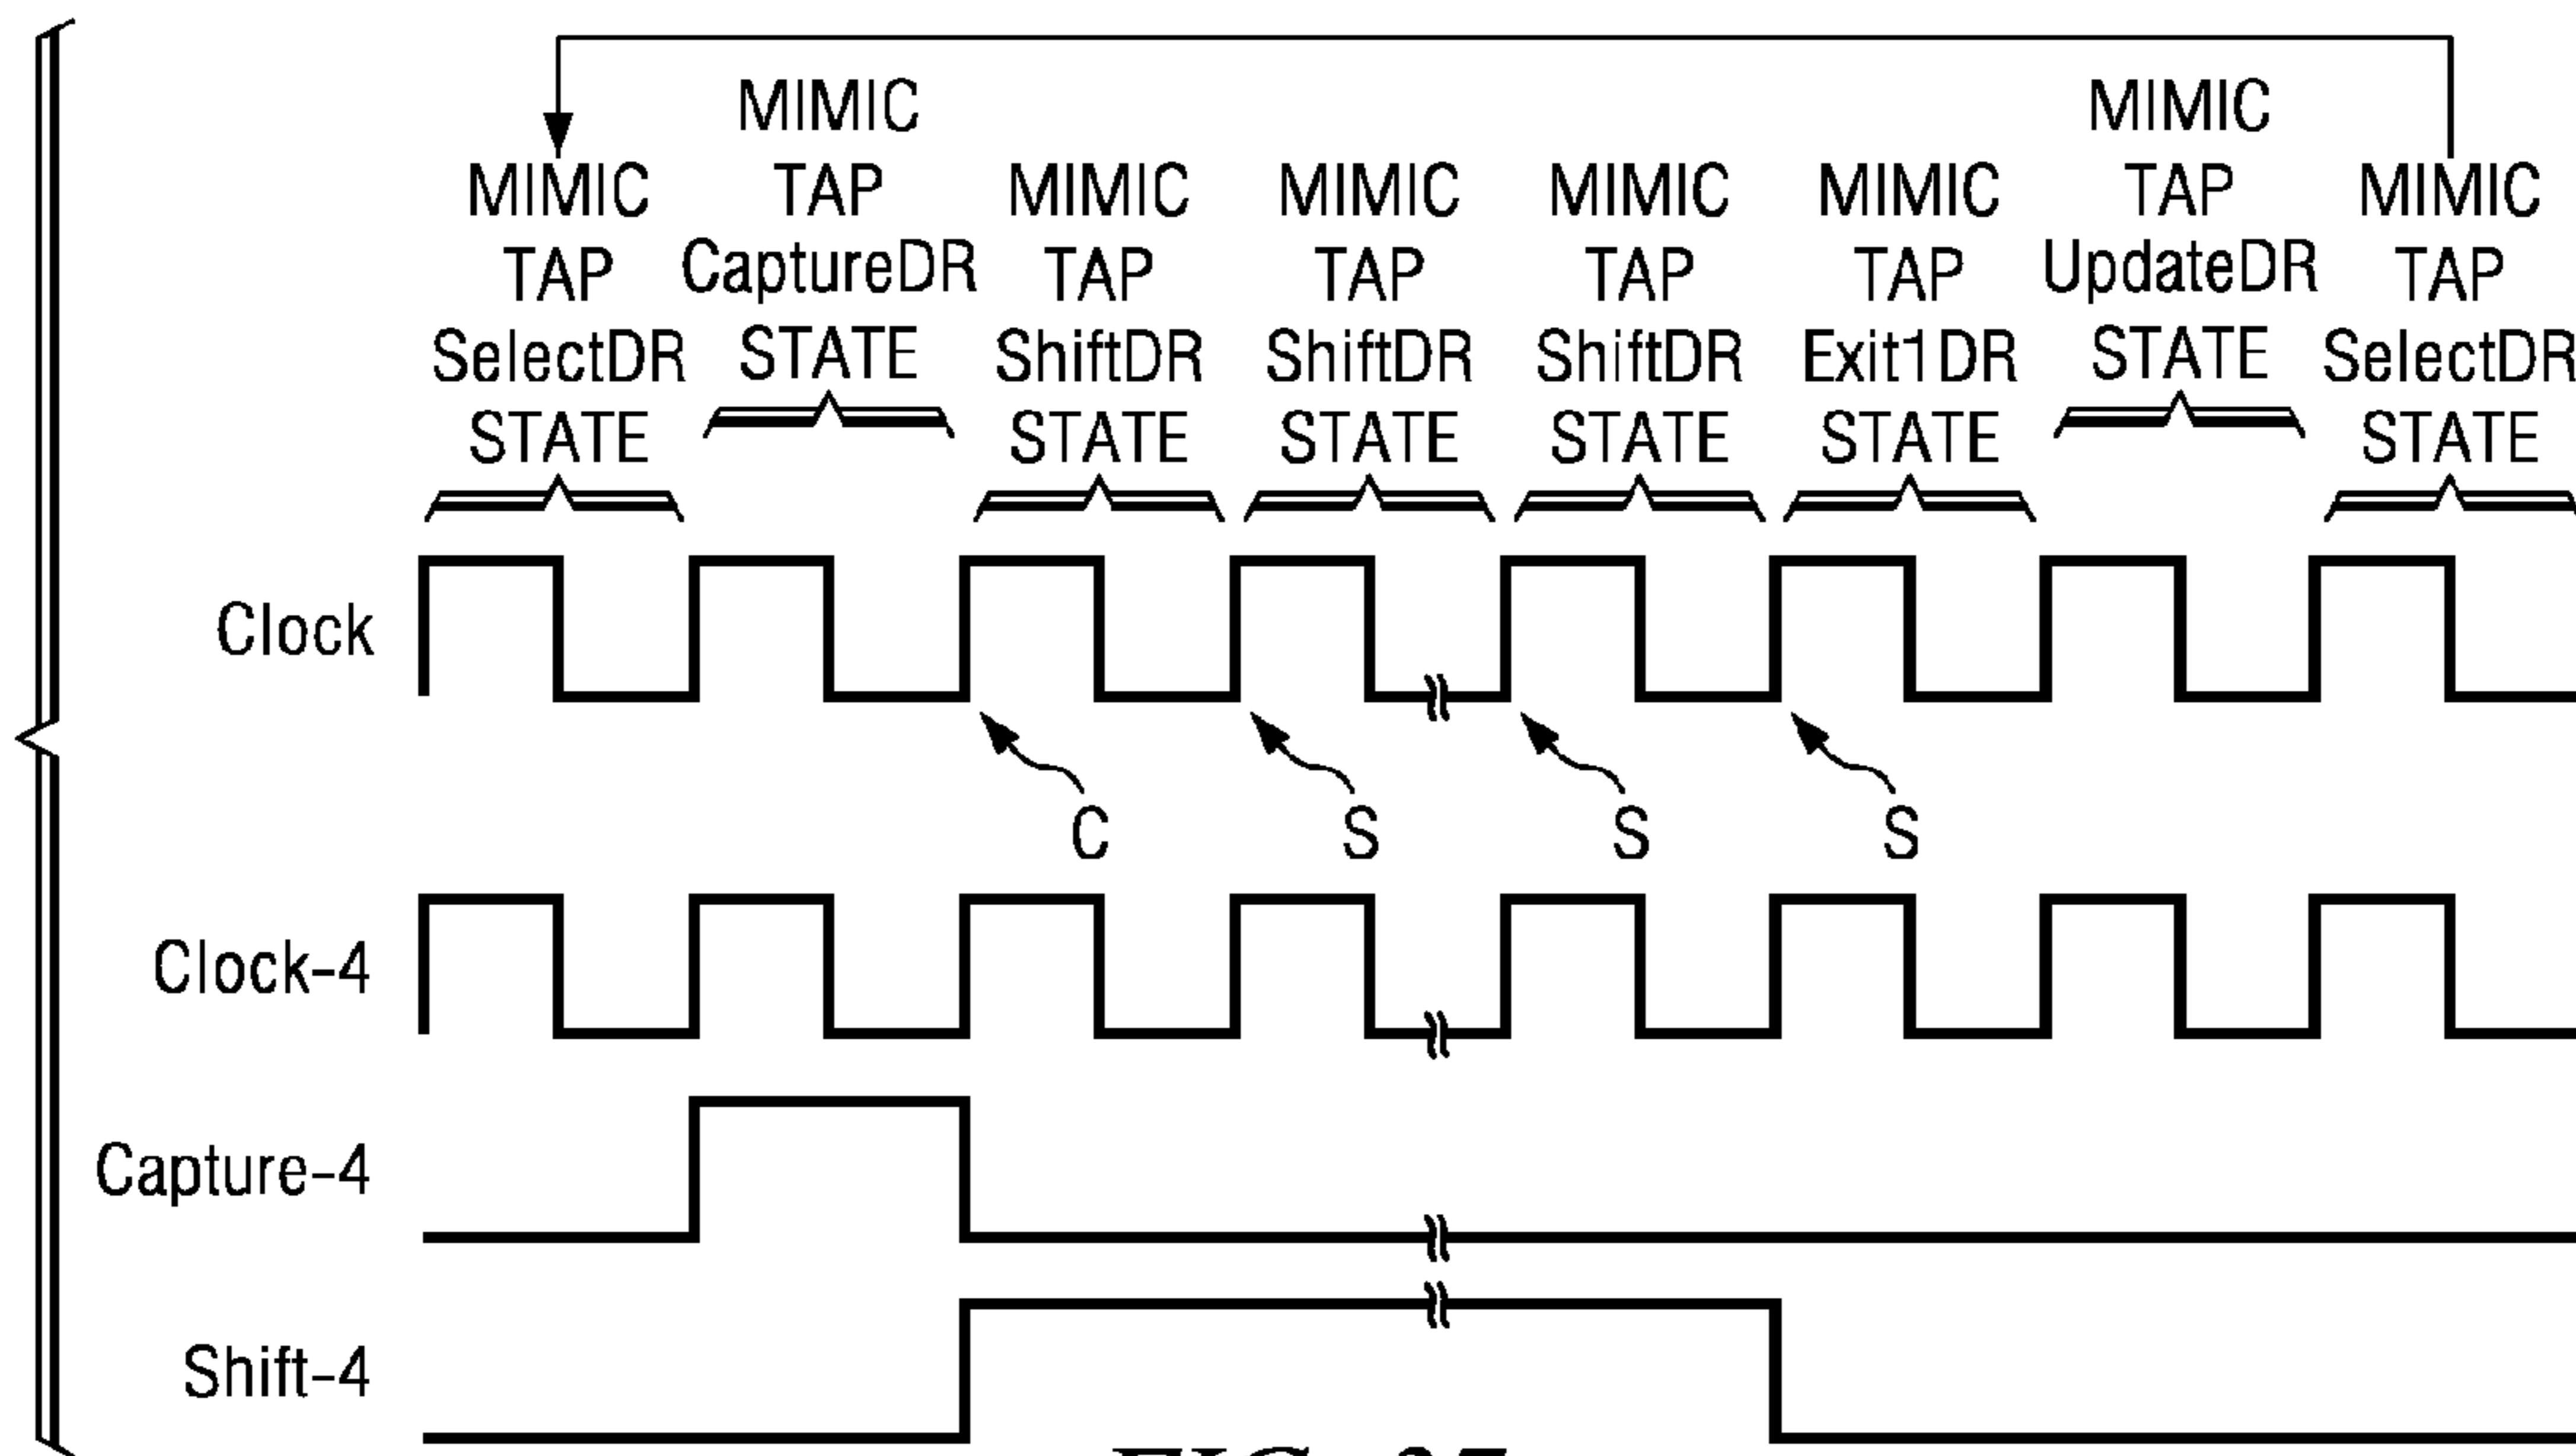 MIMIC
TAP
SelectDR
STATE
MIMIC
TAP
CaptureDR
STATE
MIMIC
TAP
ShiftDR
STATE
MIMIC
TAP
ShiftDR
STATE
MIMIC
TAP
ShiftDR
STATE
MIMIC
TAP
Exit1DR
STATE
MIMIC
TAP
UpdateDR
STATE
MIMIC
TAP
SelectDR
STATE
Clock
C
S
S
S
Clock-4
Capture-4
Shift-4